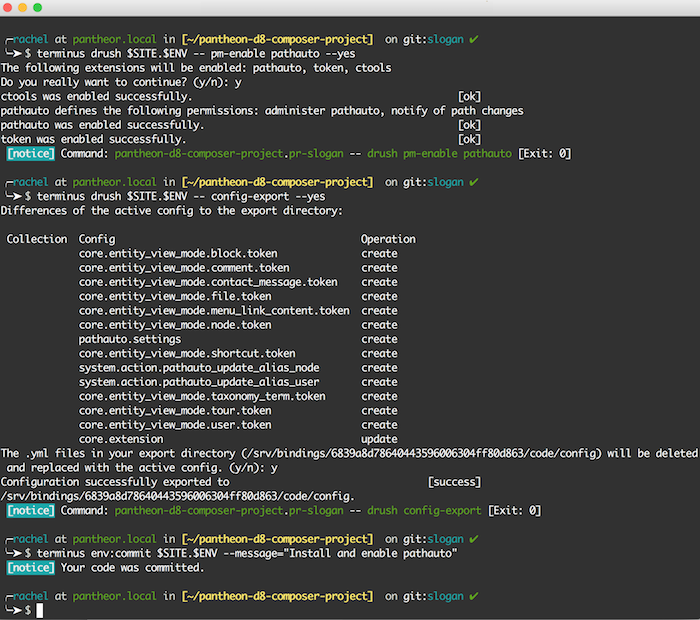 ╭─rachel at pantheor.local in [~/pantheon-d8-composer-project]  on git:slogan ✔
╰─➤ $ terminus drush $SITE.$ENV -- pm-enable pathauto --yes
The following extensions will be enabled: pathauto, token, ctools
Do you really want to continue? (y/n): y
ctools was enabled successfully. [ok]
pathauto defines the following permissions: administer pathauto, notify of path changes
pathauto was enabled successfully. [ok]
token was enabled successfully. [ok]
[notice] Command: pantheon-d8-composer-project.pr-slogan -- drush pm-enable pathauto [Exit: 0]
╭─rachel at pantheor.local in [~/pantheon-d8-composer-project]  on git:slogan ✔
╰─➤ $ terminus drush $SITE.$ENV -- config-export --yes
Differences of the active config to the export directory:
Collection Config Operation
core.entity_view_mode.block.token create
core.entity_view_mode.comment.token create
core.entity_view_mode.contact_message.token create
core.entity_view_mode.file.token create
core.entity_view_mode.menu_link_content.token create
core.entity_view_mode.node.token create
pathauto.settings create
core.entity_view_mode.shortcut.token create
system.action.pathauto_update_alias_node create
system.action.pathauto_update_alias_user create
core.entity_view_mode.taxonomy_term.token create
core.entity_view_mode.tour.token create
core.entity_view_mode.user.token create
core.extension update
The .yml files in your export directory (/srv/bindings/6839a8d78640443596006304ff80d863/code/config) will be deleted
and replaced with the active config. (y/n): y
Configuration successfully exported to [success]
/srv/bindings/6839a8d78640443596006304ff80d863/code/config.
[notice] Command: pantheon-d8-composer-project.pr-slogan -- drush config-export [Exit: 0]
╭─rachel at pantheor.local in [~/pantheon-d8-composer-project]  on git:slogan ✔
╰─➤ $ terminus env:commit $SITE.$ENV --message="Install and enable pathauto"
[notice] Your code was committed.
╭─rachel at pantheor.local in [~/pantheon-d8-composer-project]  on git:slogan ✔
╰─➤ $